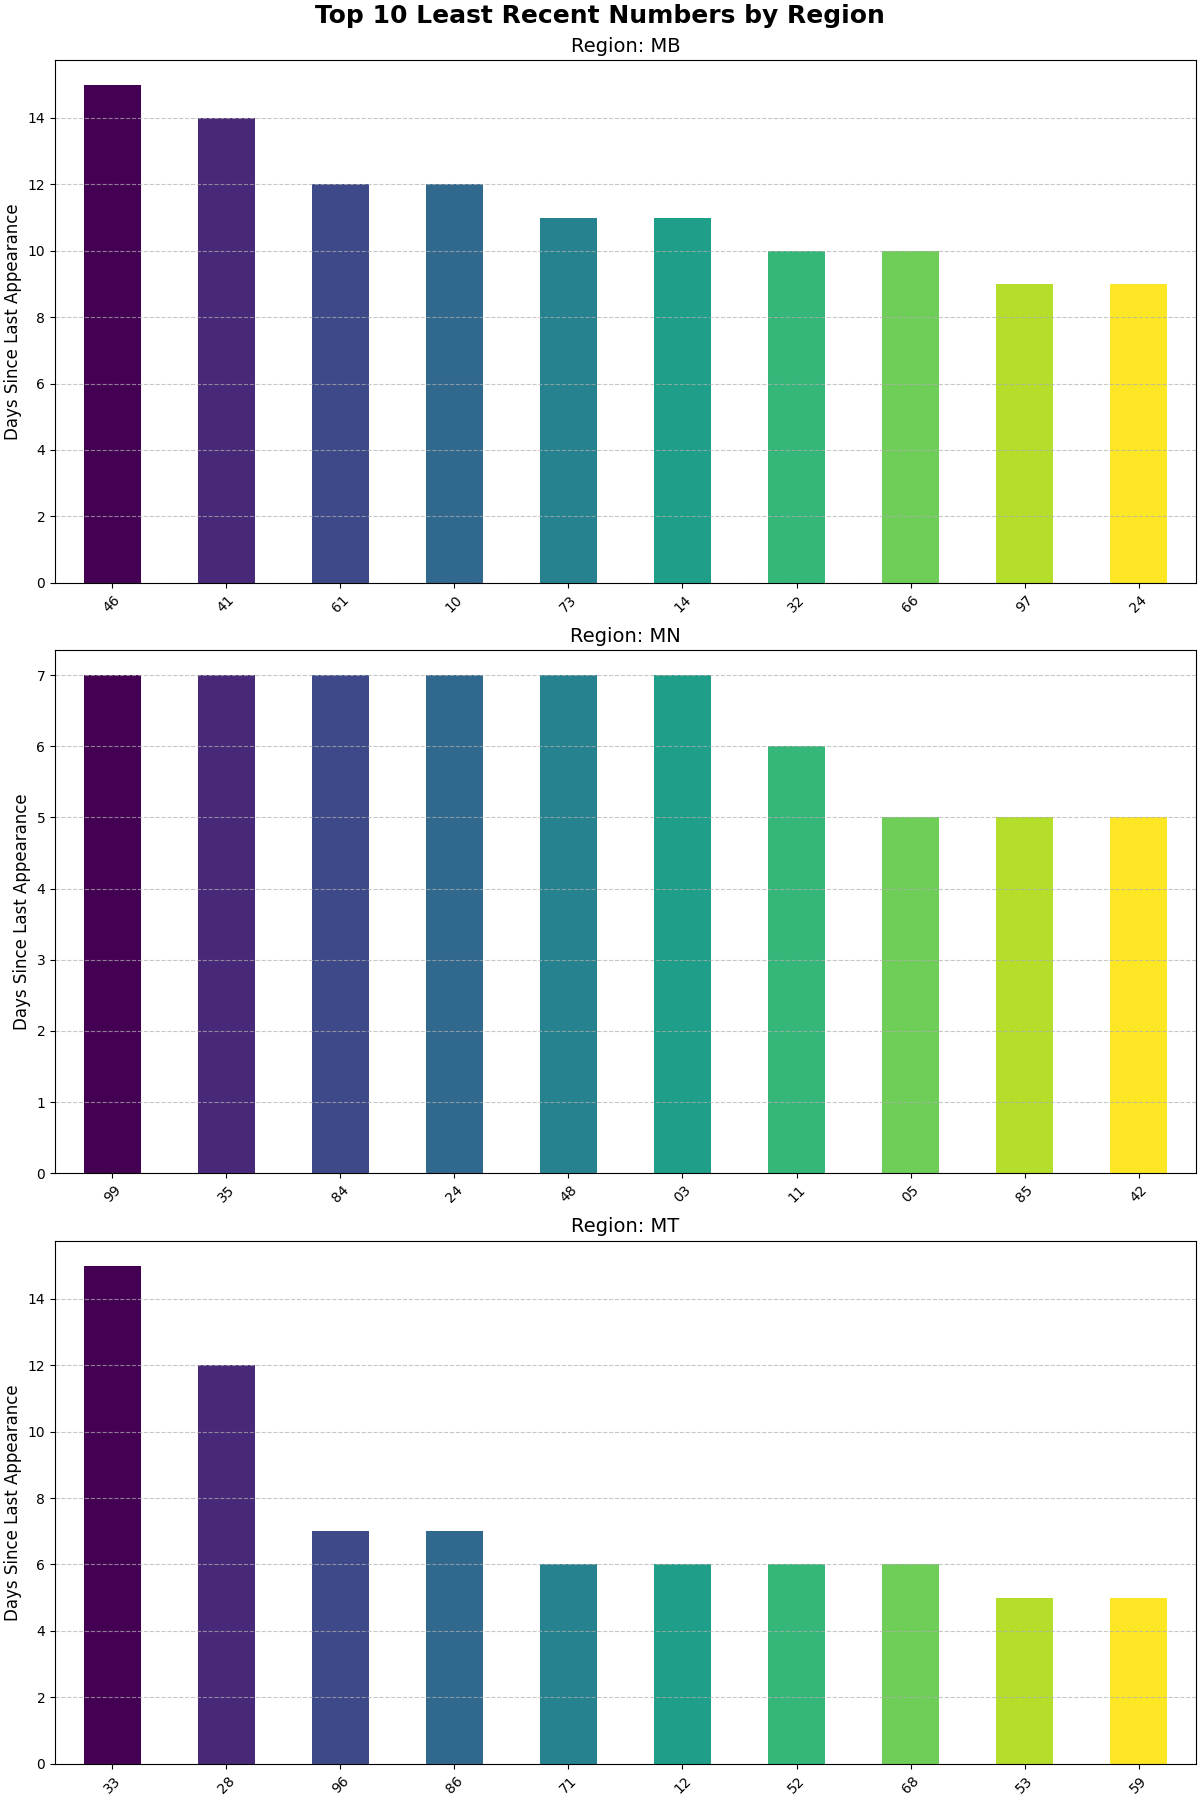 Top 10 Least Recent Numbers by Region
Region: MB
Days Since Last Appearance
14
12
10
8
6
4
2
0
46 41 61 10 73 14 32 66 97 24
Region: MN
Days Since Last Appearance
7
6
5
4
3
2
1
0
99 35 84 24 48 03 11 05 85 42
Region: MT
Days Since Last Appearance
14
12
10
8
6
4
2
0
33 28 96 86 71 12 52 68 53 59